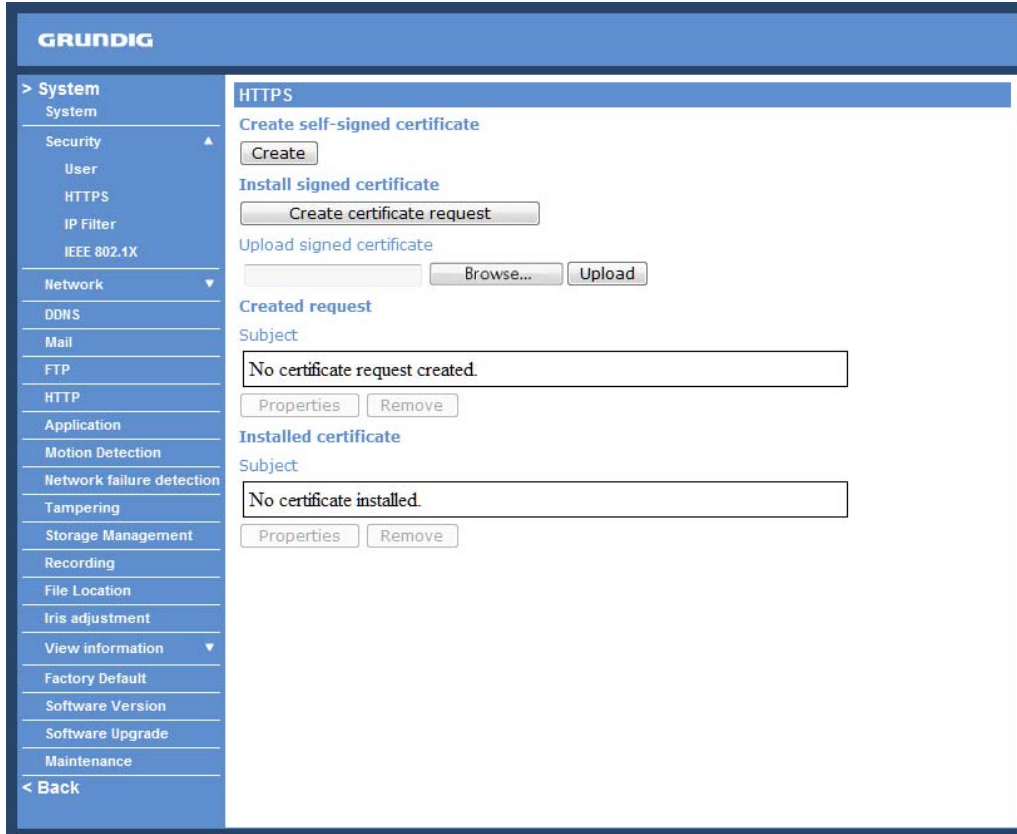 GRUNDIG
> System
System
Security
User
HTTPS
IP Filter
IEEE 802.1X
Network
DDNS
Mail
FTP
HTTP
Application
Motion Detection
Network failure detection
Tampering
Storage Management
Recording
File Location
Iris adjustment
View information
Factory Default
Software Version
Software Upgrade
Maintenance
< Back
HTTPS
Create self-signed certificate
Create
Install signed certificate
Create certificate request
Upload signed certificate
Browse... Upload
Created request
Subject
No certificate request created.
Properties Remove
Installed certificate
Subject
No certificate installed.
Properties Remove